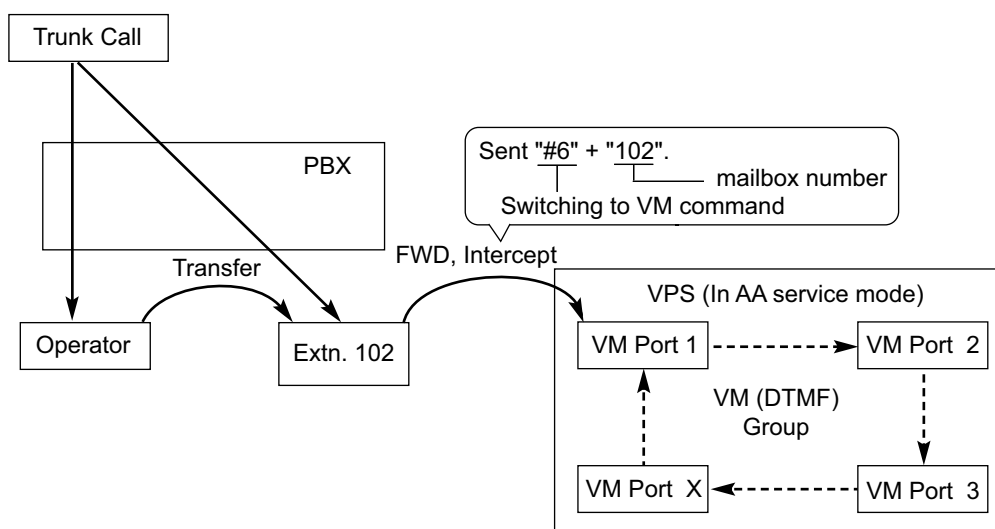 Trunk Call
PBX
Sent "#6" + "102".
mailbox number
Switching to VM command
FWD, Intercept
Transfer
Operator
Extn. 102
VPS (In AA service mode)
VM Port 1
VM Port 2
VM (DTMF)
Group
VM Port X
VM Port 3